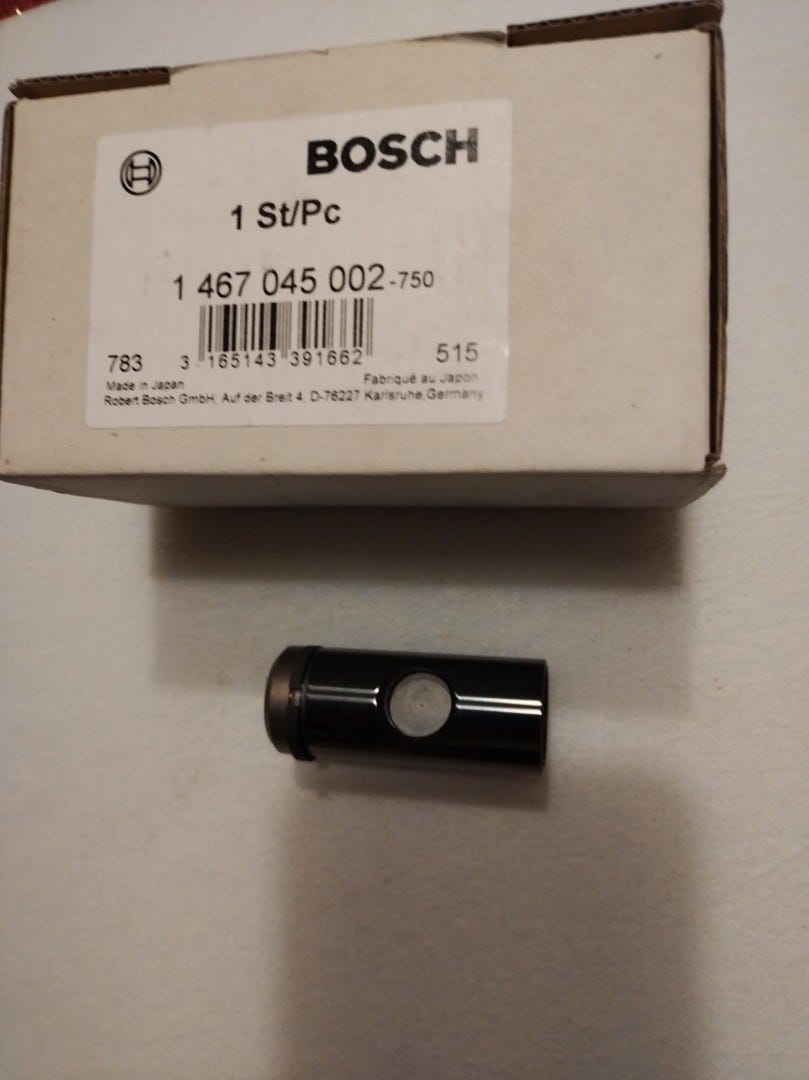 BOSCH
1 St/Pc
1 467 045 002-750
783 3 165143 391662 515
Made in Japan Fabriqué au Japon
Robert Bosch GmbH, Auf der Breit 4, D-76227 Karlsruhe, Germany